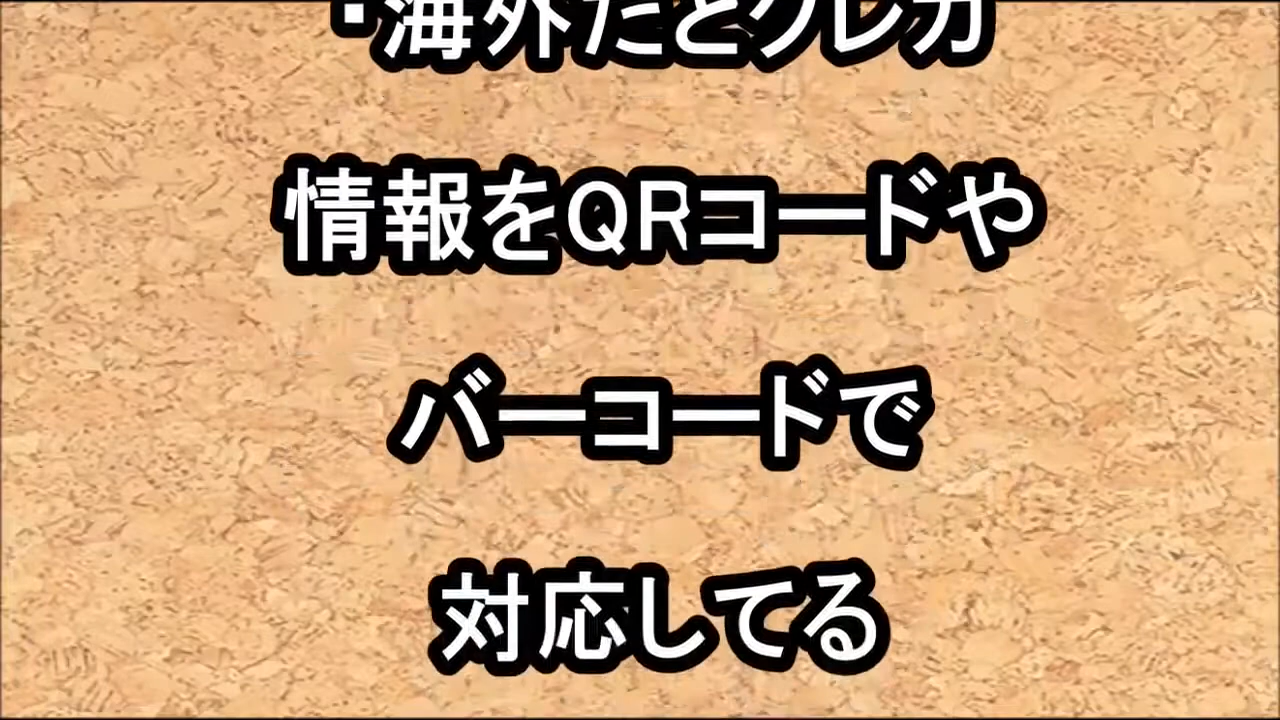 ・海外だとクレカ
情報をQRコードや
バーコードで
対応してる